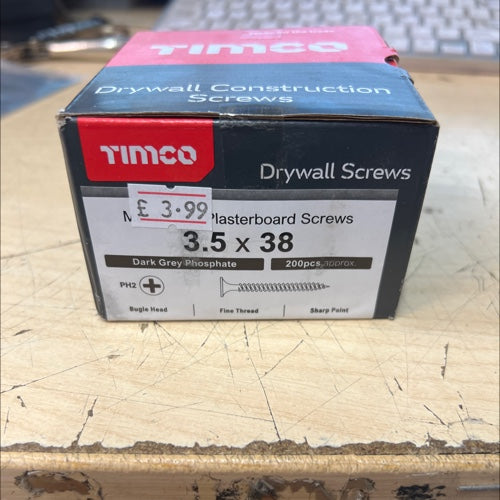 TIMCO
Drywall Construction
Screws
TIMCO
Drywall Screws
£ 3.99
Plasterboard Screws
3.5 x 38
Dark Grey Phosphate
200pcs approx.
PH2
Bugle Head
Fine Thread
Sharp Point